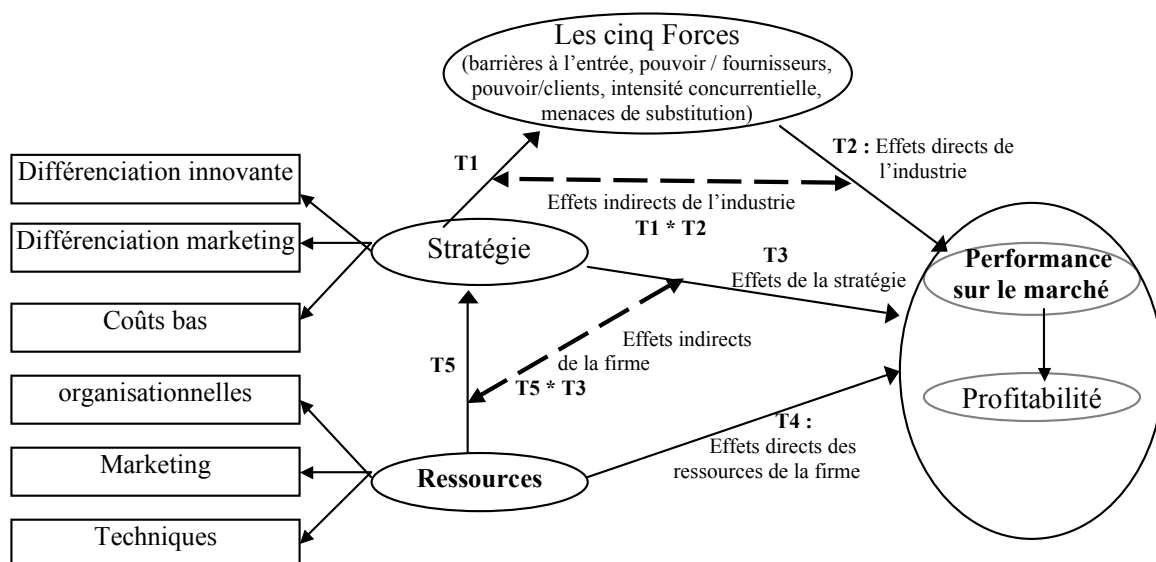 Les cinq Forces
(barrières à l’entrée, pouvoir / fournisseurs,
pouvoir/clients, intensité concurrentielle,
menaces de substitution)
T1
T2 : Effets directs de
l’industrie
Différenciation innovante
Effets indirects de l’industrie
T1 * T2
Différenciation marketing
Stratégie
T3
Effets de la stratégie
Performance
sur le marché
Coûts bas
T5
Effets indirects
de la firme
T5 * T3
organisationnelles
Profitabilité
T4 :
Effets directs des
ressources de la firme
Marketing
Ressources
Techniques